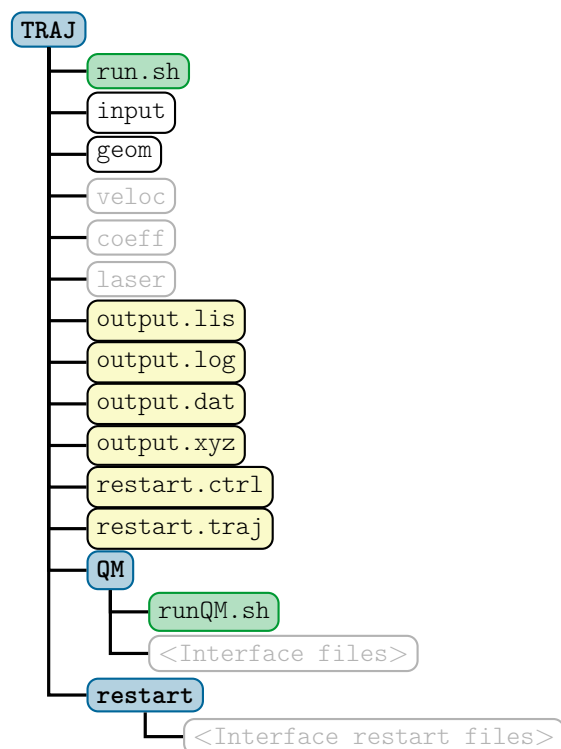 TRAJ
run.sh
input
geom
veloc
coeff
laser
output.lis
output.log
output.dat
output.xyz
restart.ctrl
restart.traj
QM
runQM.sh
<Interface files>
restart
<Interface restart files>